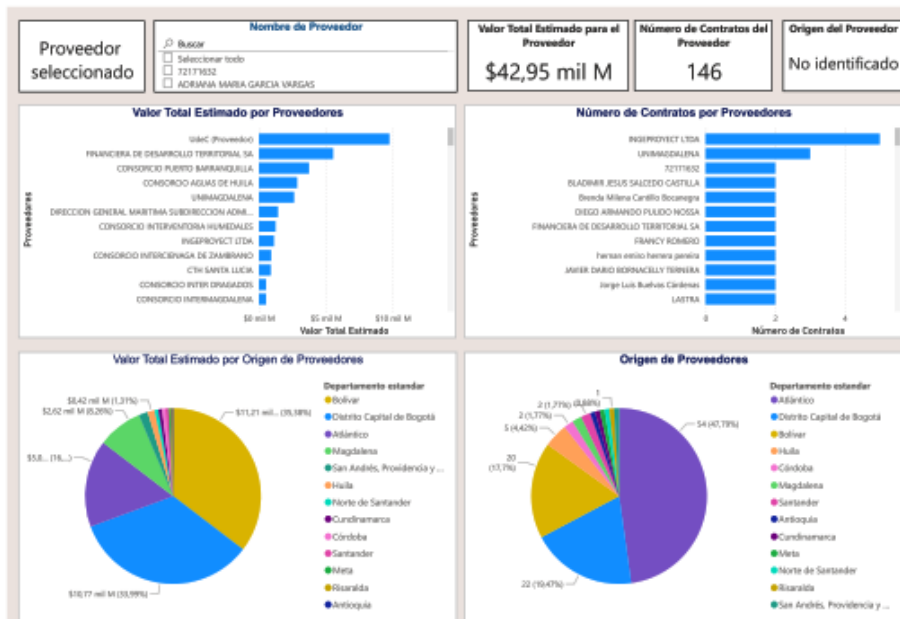 Proveedor
seleccionado
Nombre de Proveedor
Buscar
Seleccionar todo
72171632
ADRIANA MARIA GARCIA VARGAS
Valor Total Estimado para el
Proveedor
$42,95 mil M
Número de Contratos del
Proveedor
146
Origen del Proveedor
No identificado
Valor Total Estimado por Proveedores
Proveedores
UdeC (Proveedor)
FINANCIERA DE DESARROLLO TERRITORIAL SA
CONSORCIO PUERTO BARRANQUILLA
CONSORCIO AGUAS DE HUILA
UNIMAGDALENA
DIRECCION GENERAL MARITIMA SUBDIRECCION ADMI...
CONSORCIO INTERVENTORIA HUMEDALES
INGEPROYECT LTDA
CONSORCIO INTERCIENAGA DE ZAMBRANO
CTH SANTA LUCIA
CONSORCIO INTER DRAGADOS
CONSORCIO INTERMAGDALENA
$0 mil M $5 mil M $10 mil M
Valor Total Estimado
Número de Contratos por Proveedores
Proveedores
INGEPROYECT LTDA
UNIMAGDALENA
72171632
BLADIMIR JESUS SALCEDO CASTILLA
Brenda Milena Cantillo Bocanegra
DIEGO ARMANDO PULIDO NOSSA
FINANCIERA DE DESARROLLO TERRITORIAL SA
FRANCY ROMERO
hernan emiro herrera pereira
JAVIER DARIO BORNACELLY TERNERA
Jorge Luis Buelvas Cárdenas
LASTRA
0 2 4
Número de Contratos
Valor Total Estimado por Origen de Proveedores
$0,42 mil M (1,31%)
$2,62 mil M (8,26%)
$5,0... (16,...)
$11,21 mil... (35,38%)
$10,77 mil M (33,99%)
Departamento estandar
Bolívar
Distrito Capital de Bogotá
Atlántico
Magdalena
San Andrés, Providencia y ...
Huila
Norte de Santander
Cundinamarca
Córdoba
Santander
Meta
Risaralda
Antioquia
Origen de Proveedores
1
2 (1,77%)
2 (1,77%)
5 (4,42%)
20
(17,7%)
22 (19,47%)
54 (47,79%)
Departamento estandar
Atlántico
Distrito Capital de Bogotá
Bolívar
Huila
Córdoba
Magdalena
Santander
Antioquia
Cundinamarca
Meta
Norte de Santander
Risaralda
San Andrés, Providencia y ...